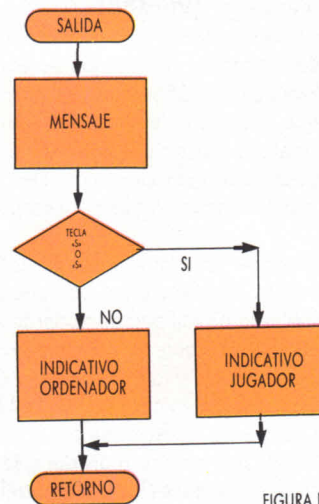 SALIDA
MENSAJE
TECLA
«S»
O
«S»
SI
NO
INDICATIVO
ORDENADOR
INDICATIVO
JUGADOR
RETORNO
FIGURA